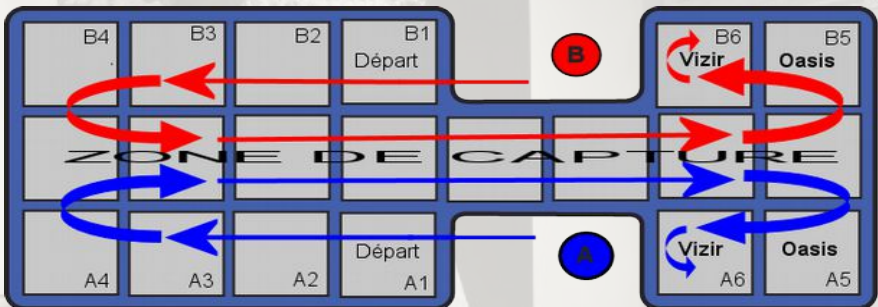 B4 B3 B2 B1 B6 B5
Départ B Vizir Oasis
ZONE DE CAPTURE
Départ A Vizir Oasis
A4 A3 A2 A1 A6 A5